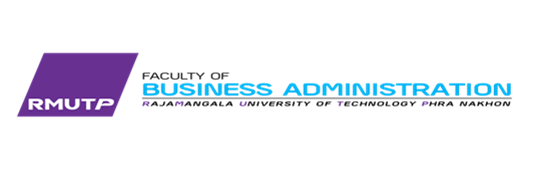 RMUTP
FACULTY OF
BUSINESS ADMINISTRATION
RAJAMANGALA UNIVERSITY OF TECHNOLOGY PHRA NAKHON